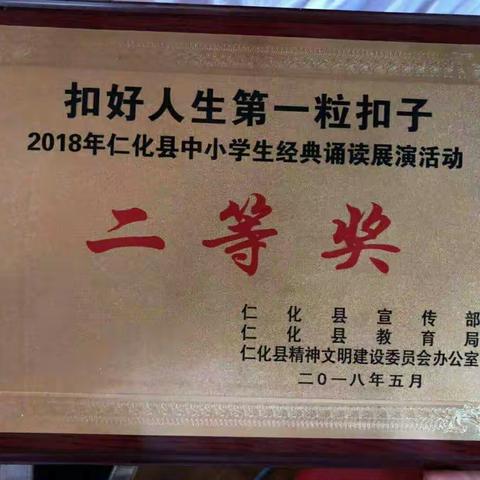 扣好人生第一粒扣子
2018年仁化县中小学生经典诵读展演活动
二等奖
仁化县宣传部
仁化县教育局
仁化县精神文明建设委员会办公室
二〇一八年五月